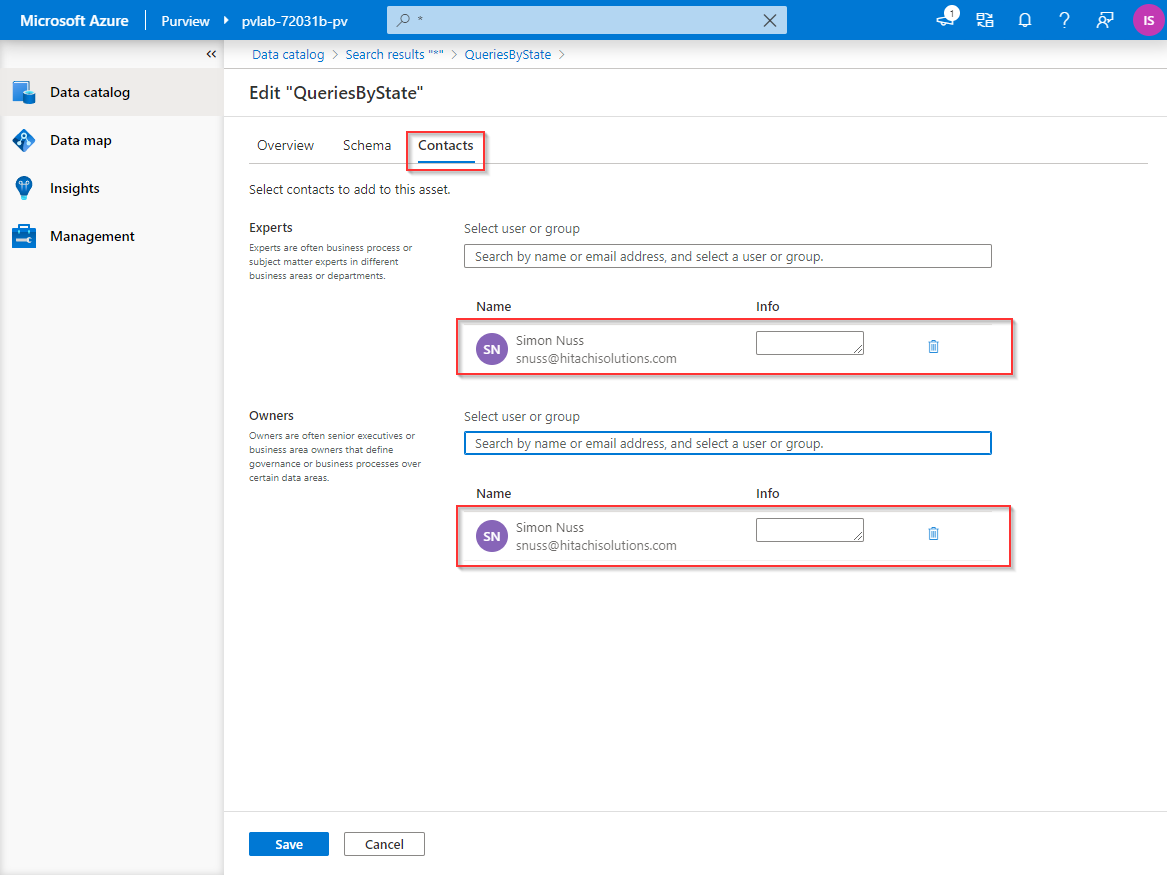 Microsoft Azure Purview pvlab-72031b-pv * 1 ? IS
Data catalog > Search results "*" > QueriesByState >
Data catalog
Data map
Insights
Management
Edit "QueriesByState"
Overview Schema Contacts
Select contacts to add to this asset.
Experts
Experts are often business process or
subject matter experts in different
business areas or departments.
Select user or group
Search by name or email address, and select a user or group.
Name Info
SN Simon Nuss
snuss@hitachisolutions.com
Owners
Owners are often senior executives or
business area owners that define
governance or business processes over
certain data areas.
Select user or group
Search by name or email address, and select a user or group.
Name Info
SN Simon Nuss
snuss@hitachisolutions.com
Save Cancel